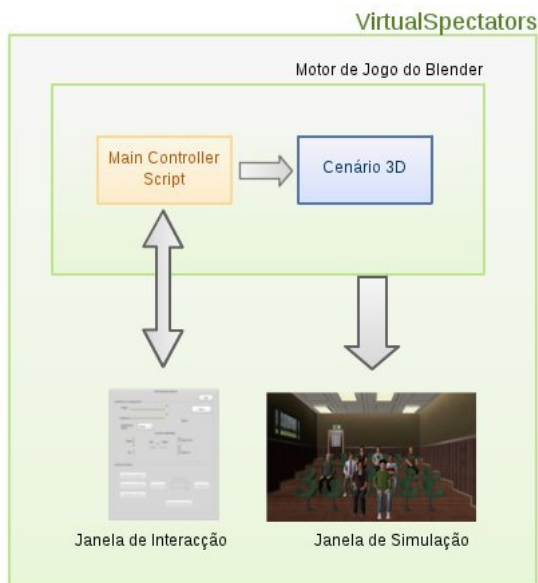 VirtualSpectators
Motor de Jogo do Blender
Main Controller
Script
Cenário 3D
Janela de Interacção
Janela de Simulação